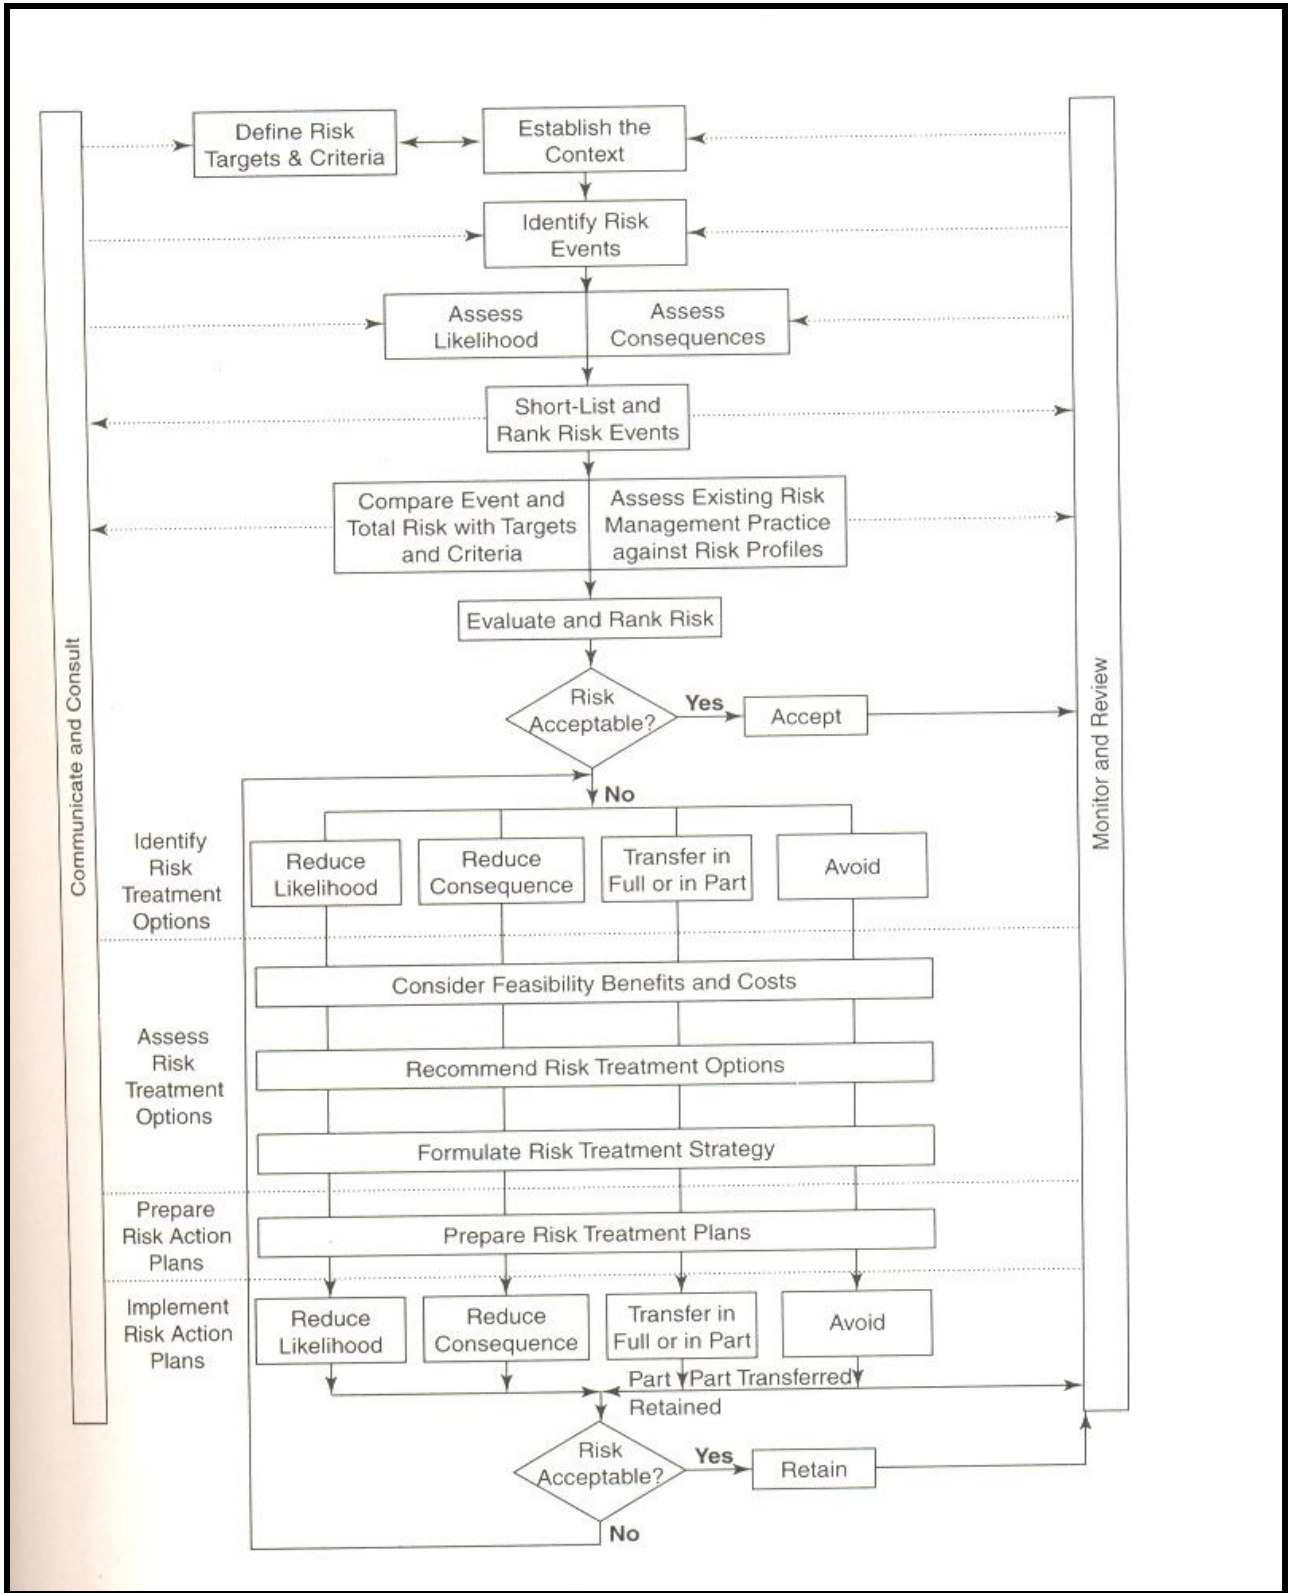 Define Risk
Targets & Criteria
Establish the
Context
Identify Risk
Events
Assess
Likelihood
Assess
Consequences
Short-List and
Rank Risk Events
Compare Event and
Total Risk with Targets
and Criteria
Assess Existing Risk
Management Practice
against Risk Profiles
Evaluate and Rank Risk
Risk
Acceptable?
Yes
Accept
No
Communicate and Consult
Monitor and Review
Identify
Risk
Treatment
Options
Reduce
Likelihood
Reduce
Consequence
Transfer in
Full or in Part
Avoid
Consider Feasibility Benefits and Costs
Assess
Risk
Treatment
Options
Recommend Risk Treatment Options
Formulate Risk Treatment Strategy
Prepare
Risk Action
Plans
Prepare Risk Treatment Plans
Implement
Risk Action
Plans
Reduce
Likelihood
Reduce
Consequence
Transfer in
Full or in Part
Avoid
Part
Part Transferred
Retained
Risk
Acceptable?
Yes
Retain
No